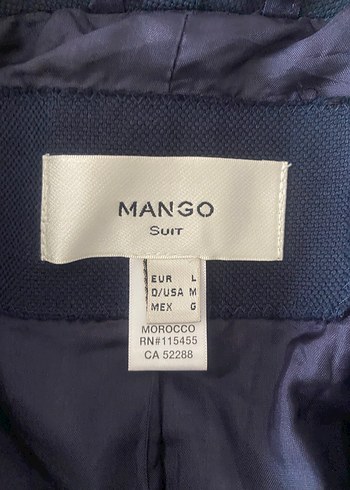 MANGO
SUIT
EUR L
D/USA M
MEX G
MOROCCO
RN#115455
CA 52288